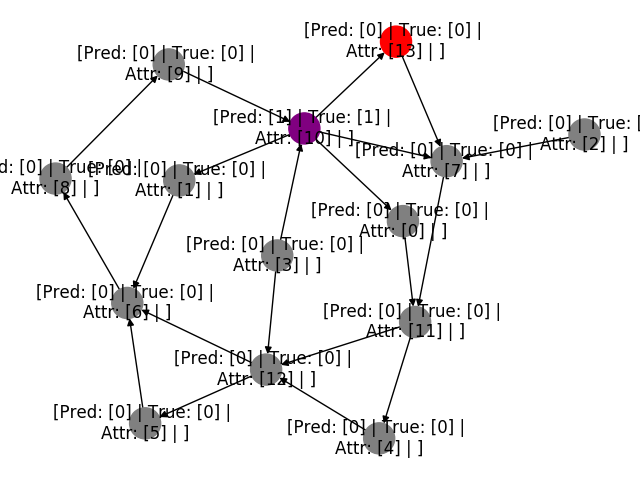 [Pred: [0] | True: [0] |
Attr: [13] | ]
[Pred: [0] | True: [0] |
Attr: [9] | ]
[Pred: [1] | True: [1] |
Attr: [10] | ]
[Pred: [0] | True: [0] |
Attr: [2] | ]
[Pred: [0] | True: [0] |
Attr: [7] | ]
d: [0] | True: [0] |
Attr: [8] | ]
[Pred: [0] | True: [0] |
Attr: [1] | ]
[Pred: [0] | True: [0] |
Attr: [0] | ]
[Pred: [0] | True: [0] |
Attr: [3] | ]
[Pred: [0] | True: [0] |
Attr: [6] | ]
[Pred: [0] | True: [0] |
Attr: [11] | ]
[Pred: [0] | True: [0] |
Attr: [12] | ]
[Pred: [0] | True: [0] |
Attr: [5] | ]
[Pred: [0] | True: [0] |
Attr: [4] | ]